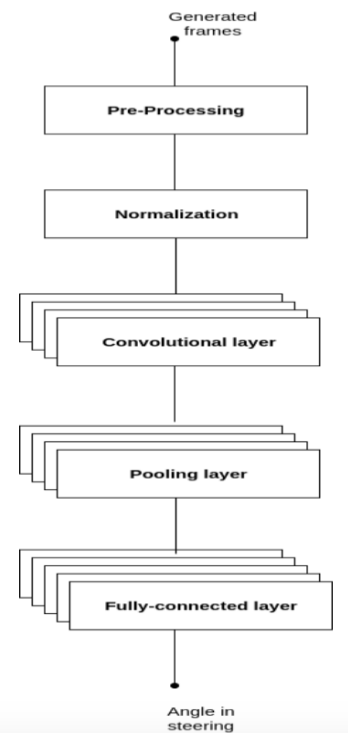 Generated
frames
Pre-Processing
Normalization
Convolutional layer
Pooling layer
Fully-connected layer
Angle in
steering